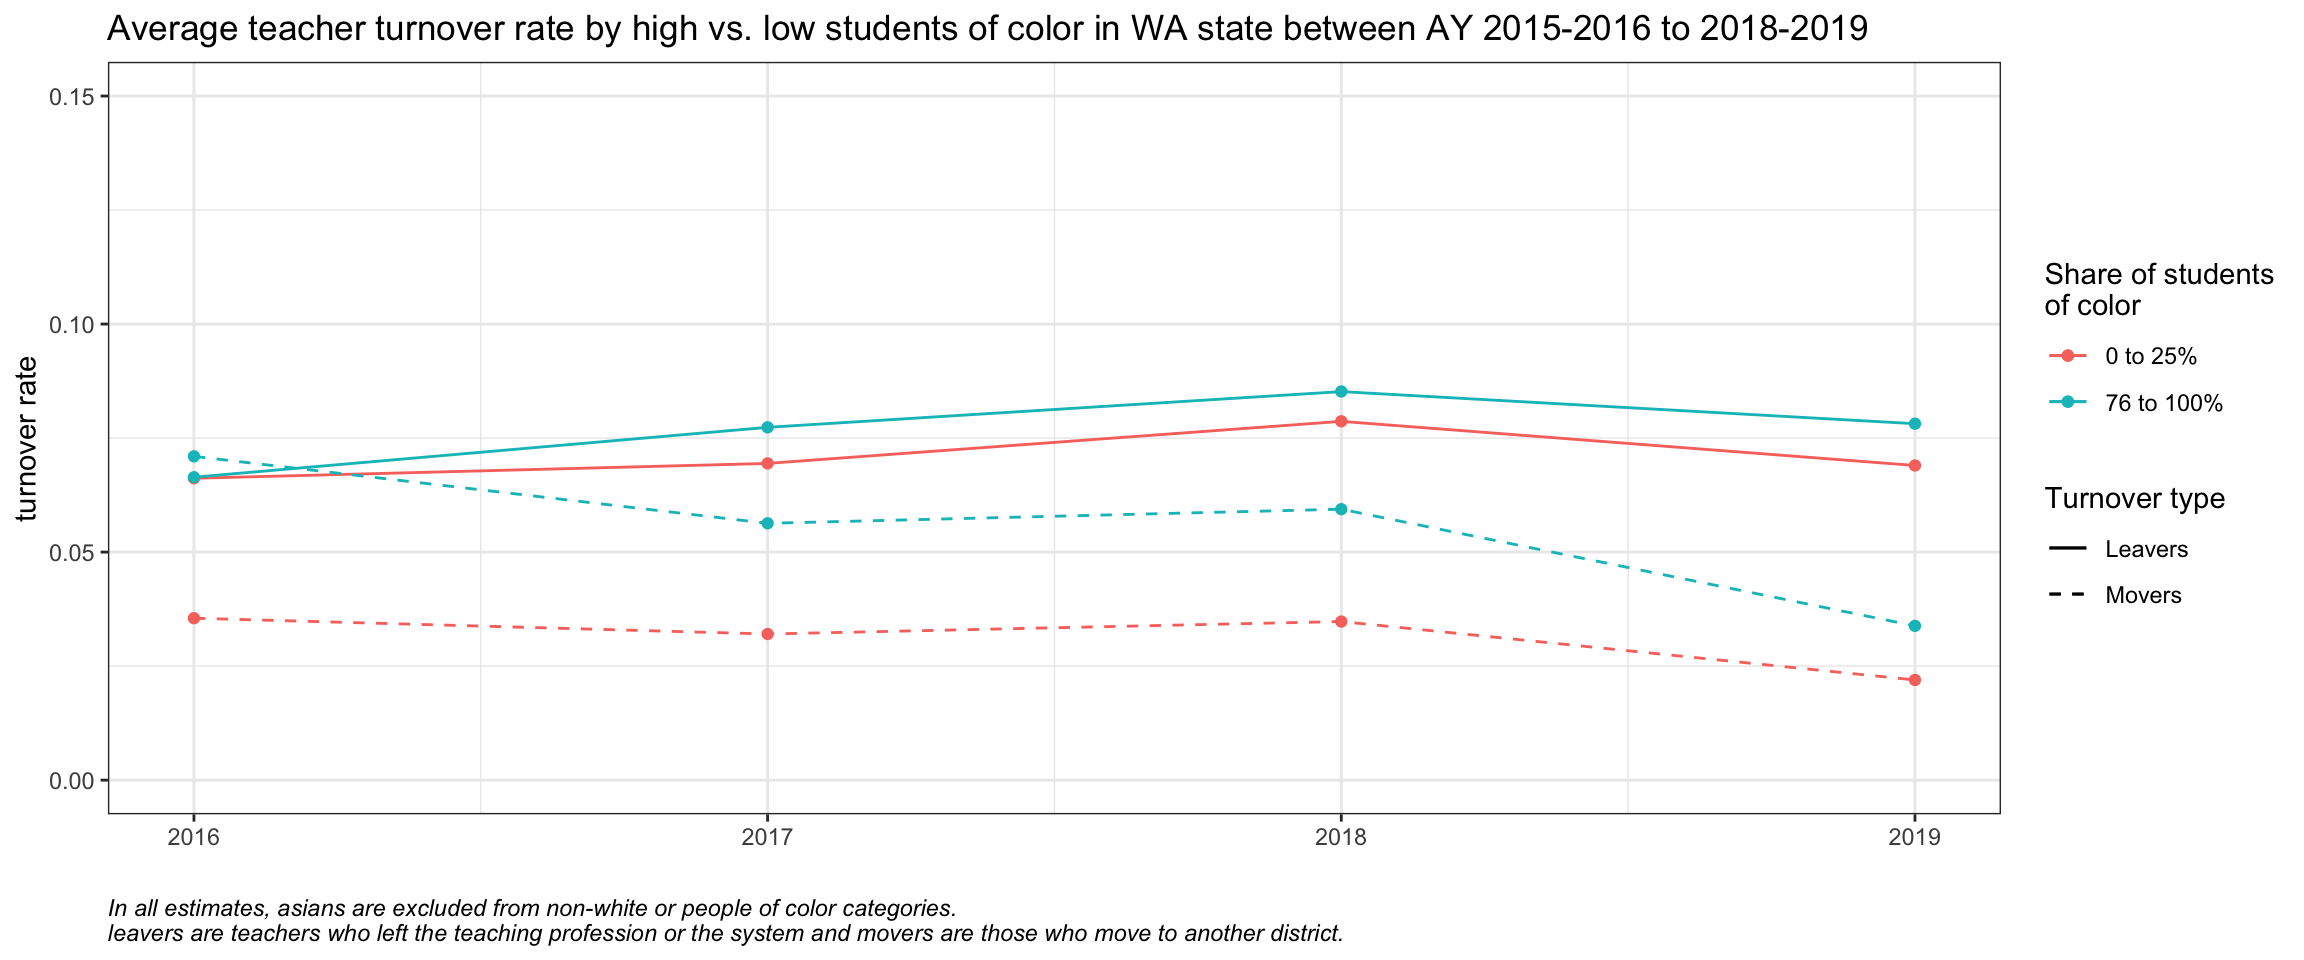 Average teacher turnover rate by high vs. low students of color in WA state between AY 2015-2016 to 2018-2019
0.15
0.10
0.05
0.00
turnover rate
2016
2017
2018
2019
Share of students
of color
0 to 25%
76 to 100%
Turnover type
Leavers
Movers
In all estimates, asians are excluded from non-white or people of color categories.
leavers are teachers who left the teaching profession or the system and movers are those who move to another district.